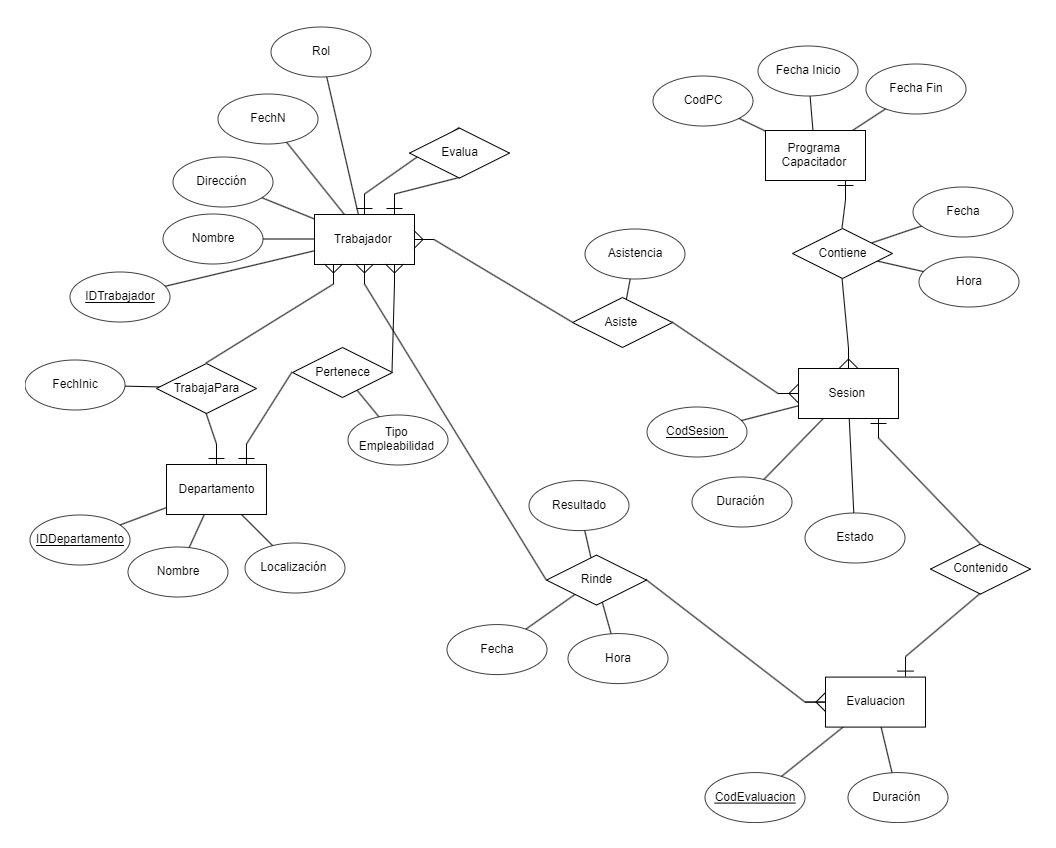 Rol
Fecha Inicio
Fecha Fin
CodPC
FechN
Evalua
Programa
Capacitador
Dirección
Nombre
Trabajador
Fecha
Asistencia
Contiene
Hora
IDTrabajador
Asiste
Pertenece
FechInic
TrabajaPara
Sesion
Tipo
Empleabilidad
CodSesion
Departamento
Duración
Resultado
IDDepartamento
Estado
Nombre
Localización
Contenido
Rinde
Fecha
Hora
Evaluacion
CodEvaluacion
Duración